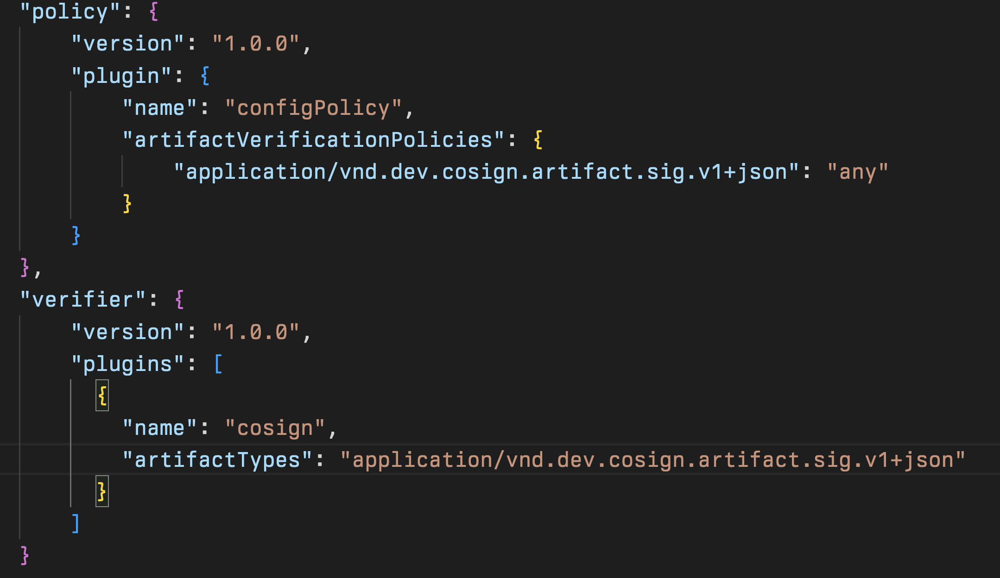 "policy": {
"version": "1.0.0",
"plugin": {
"name": "configPolicy",
"artifactVerificationPolicies": {
"application/vnd.dev.cosign.artifact.sig.v1+json": "any"
}
}
},
"verifier": {
"version": "1.0.0",
"plugins": [
{
"name": "cosign",
"artifactTypes": "application/vnd.dev.cosign.artifact.sig.v1+json"
}
]
}